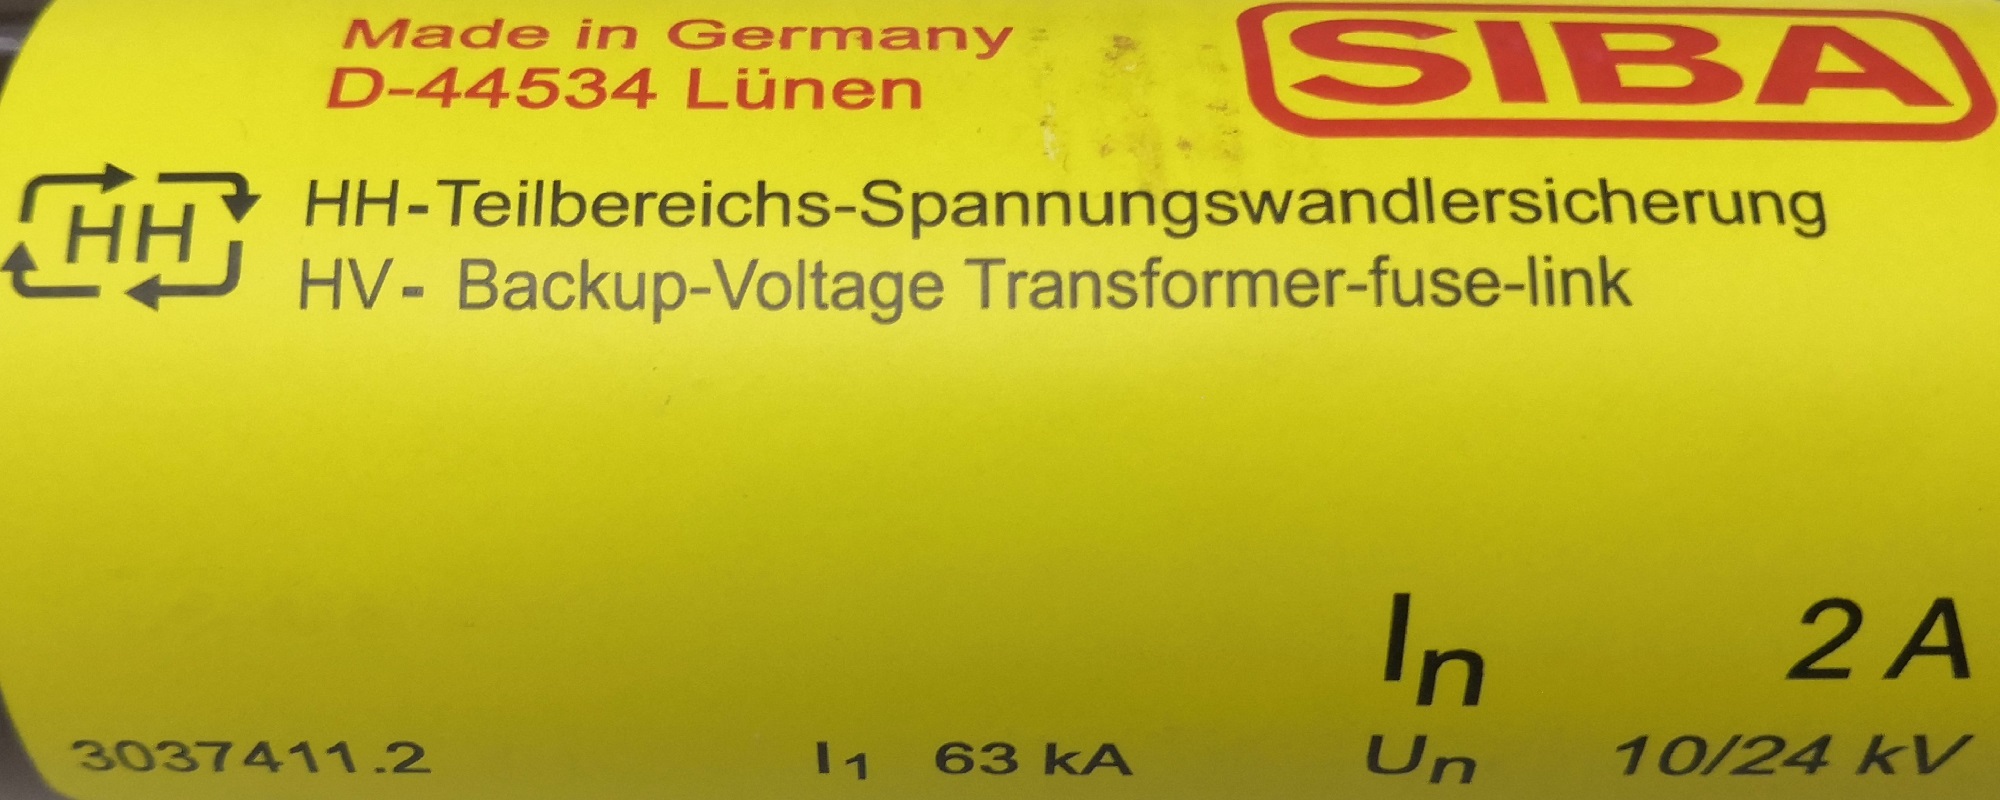 Made in Germany
D-44534 Lünen
SIBA
HH
HH-Teilbereichs-Spannungswandlersicherung
HV- Backup-Voltage Transformer-fuse-link
In 2 A
3037411.2 I1 63 kA Un 10/24 kV